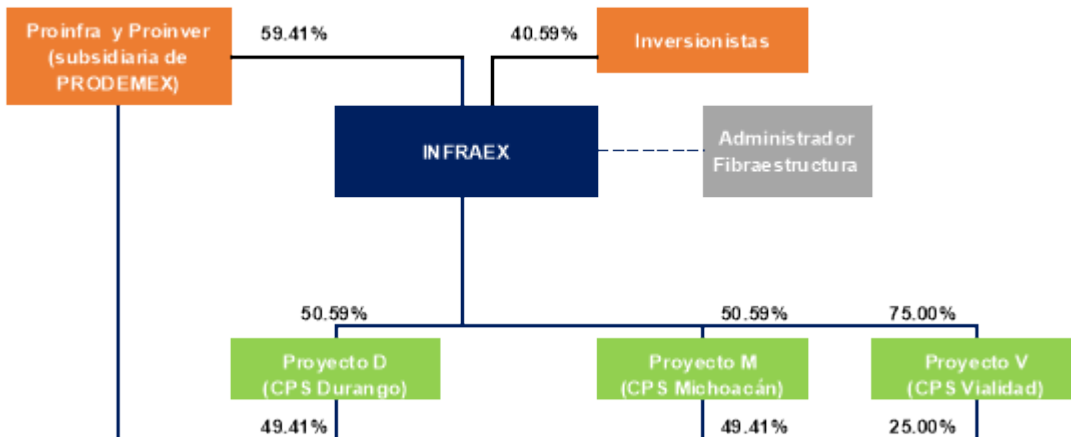 Proinfra y Proinver
(subsidiaria de
PRODEMEX)
59.41%
40.59%
Inversionistas
INFRAEX
Administrador
Fibraestructura
50.59%
50.59%
75.00%
Proyecto D
(CPS Durango)
Proyecto M
(CPS Michoacán)
Proyecto V
(CPS Vialidad)
49.41%
49.41%
25.00%